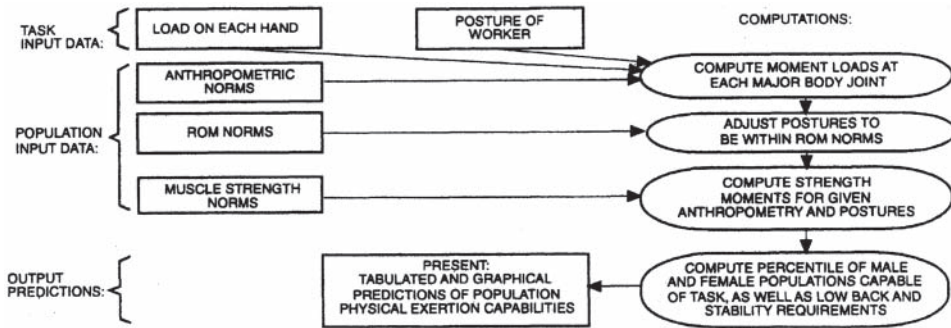 TASK
INPUT DATA:
LOAD ON EACH HAND
POSTURE OF
WORKER
COMPUTATIONS:
COMPUTE MOMENT LOADS AT
EACH MAJOR BODY JOINT
POPULATION
INPUT DATA:
ANTHROPOMETRIC
NORMS
ROM NORMS
ADJUST POSTURES TO
BE WITHIN ROM NORMS
MUSCLE STRENGTH
NORMS
COMPUTE STRENGTH
MOMENTS FOR GIVEN
ANTHROPOMETRY AND POSTURES
OUTPUT
PREDICTIONS:
PRESENT:
TABULATED AND GRAPHICAL
PREDICTIONS OF POPULATION
PHYSICAL EXERTION CAPABILITIES
COMPUTE PERCENTILE OF MALE
AND FEMALE POPULATIONS CAPABLE
OF TASK, AS WELL AS LOW BACK AND
STABILITY REQUIREMENTS